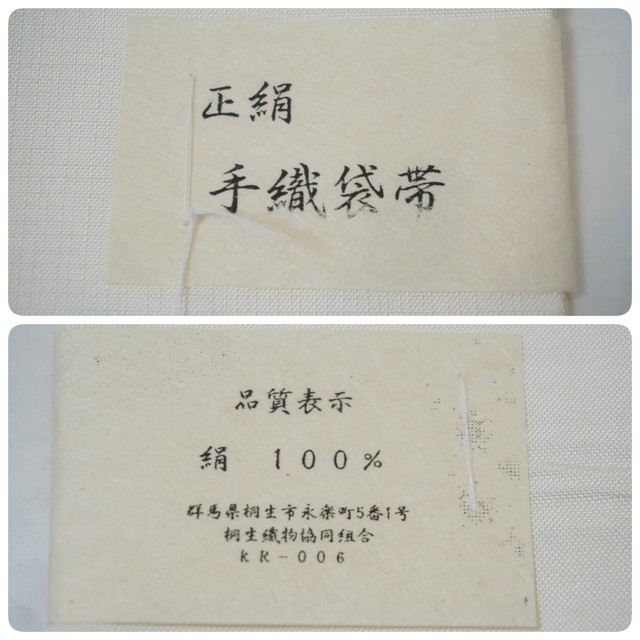 正絹
手織袋帯
品質表示
絹 100%
群馬県桐生市永楽町5番1号
桐生織物協同組合
KR-006